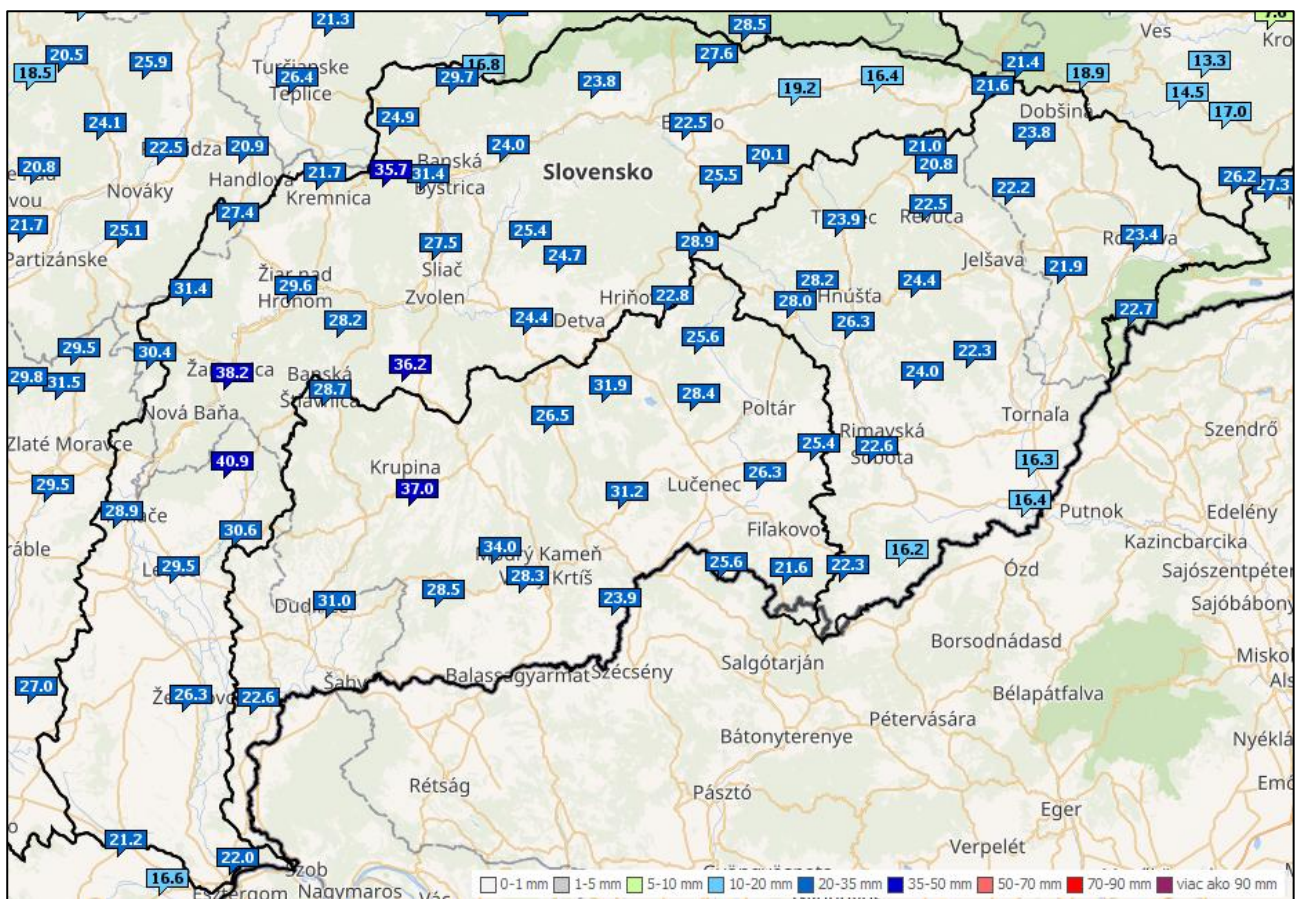 21.3
28.5
7.6
20.5
25.9
Turčianske
Teplice
26.4
16.8
29.7
27.6
Ves
Kro
18.5
23.8
19.2
16.4
21.4
21.6
18.9
13.3
14.5
17.0
Dobšiná
24.1
24.9
22.5
23.8
20.8
22.5
20.9
21.7
35.7
31.4
24.0
20.1
21.0
20.8
Nováky
Handlová
Kremnica
Banská
Bystrica
Slovensko
25.5
22.2
26.2
27.3
21.7
25.1
27.4
27.5
25.4
28.9
23.9
22.5
Revúca
23.4
Partizánske
24.7
21.9
Jelšava
31.4
Žiar nad
Hronom
29.6
Sliač
Zvolen
22.8
28.2
28.0
Hnúšťa
24.4
28.2
24.4
Detva
25.6
26.3
22.7
29.5
30.4
22.3
29.8
31.5
38.2
36.2
24.0
Banská
28.7
31.9
28.4
Nová Baňa
26.5
Poltár
Tornaľa
Zlaté Moravce
25.4
Rimavská
Sobota
22.6
Szendrő
40.9
Krupina
37.0
26.3
16.3
29.5
31.2
Lučenec
16.4
28.9
Putnok
Edelény
30.6
Fiľakovo
Kazincbarcika
34.0
Modrý Kameň
16.2
29.5
28.3
25.6
21.6
22.3
Ózd
Sajószentpéter
28.5
31.0
23.9
Sajóbábony
Borsodnádasd
Salgótarján
Miskol
Balassagyarmat
Szécsény
27.0
26.3
22.6
Bélapátfalva
Pétervására
Bátonyterenye
Nyéklá
Rétság
Pásztó
Eger
21.2
Verpelét
22.0
Szob
16.6
Esztergom
Nagymaros
Vác
0-1 mm 1-5 mm 5-10 mm 10-20 mm 20-35 mm 35-50 mm 50-70 mm 70-90 mm viac ako 90 mm